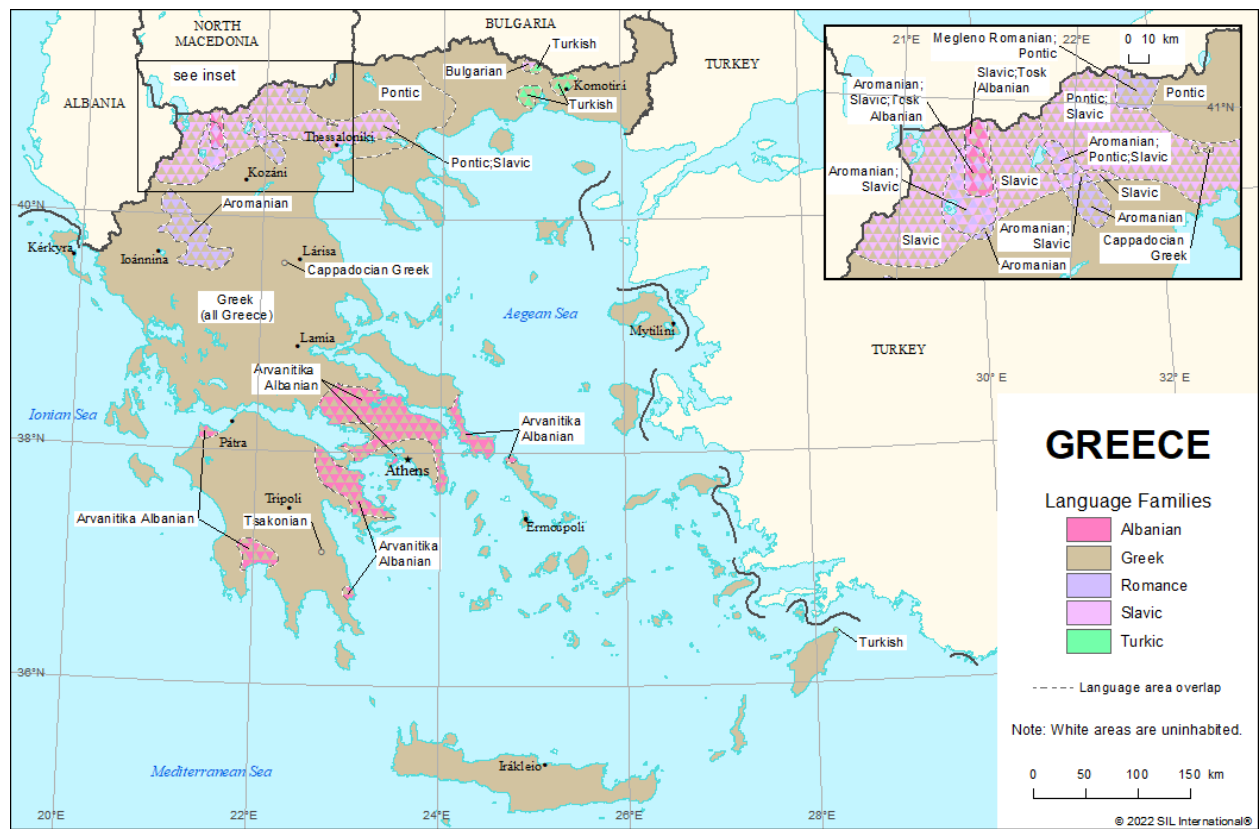 NORTH
MACEDONIA
BULGARIA
Turkish
Bulgarian
TURKEY
see inset
ALBANIA
Pontic
Komotiní
Turkish
Thessaloniki
Pontic;Slavic
Kozáni
40°N
Aromanian
Kérkyra
Ioánnina
Lárisa
Cappadocian Greek
Greek
(all Greece)
Aegean Sea
Mytilíni
Lamia
TURKEY
Arvanitika
Albanian
Ionian Sea
Arvanitika
Albanian
38°N
Pátra
Athens
Tripoli
Arvanitika Albanian
Tsakonian
Ermoupoli
Arvanitika
Albanian
Turkish
36°N
Mediterranean Sea
Irákleio
20°E
22°E
24°E
26°E
28°E
30° E
32° E
21°E
22°E
Megleno Romanian;
Pontic
0 10 km
Slavic;Tosk
Albanian
Aromanian;
Slavic;Tosk
Albanian
Pontic;
Slavic
Pontic
41°N
Aromanian;
Pontic;Slavic
Aromanian;
Slavic
Slavic
Slavic
Aromanian
Slavic
Aromanian;
Slavic
Cappadocian
Greek
Aromanian
GREECE
Language Families
Albanian
Greek
Romance
Slavic
Turkic
Language area overlap
Note: White areas are uninhabited.
0 50 100 150 km
© 2022 SIL International®